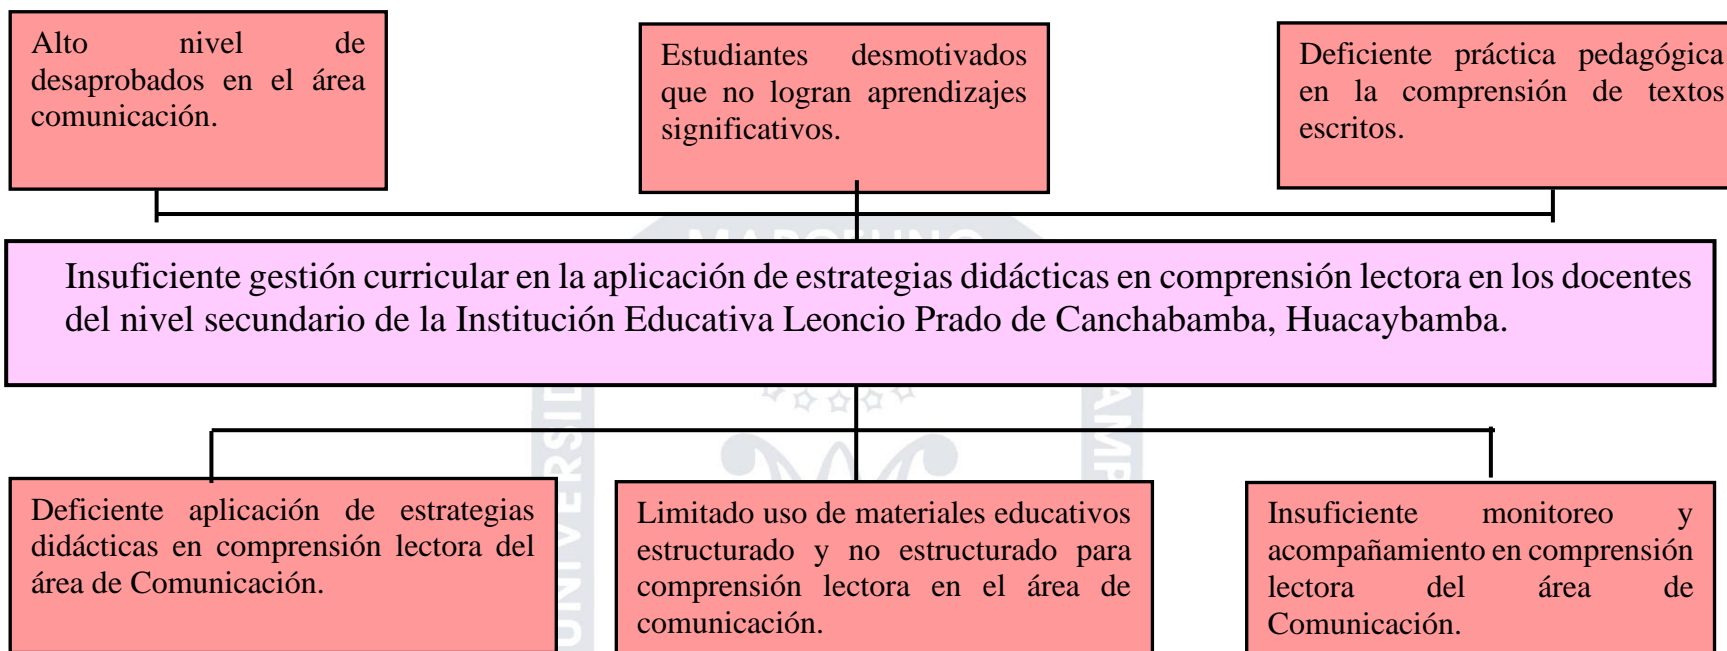 Alto nivel de
desaprobados en el área
comunicación.
Estudiantes desmotivados
que no logran aprendizajes
significativos.
Deficiente práctica pedagógica
en la comprensión de textos
escritos.
Insuficiente gestión curricular en la aplicación de estrategias didácticas en comprensión lectora en los docentes
del nivel secundario de la Institución Educativa Leoncio Prado de Canchabamba, Huacaybamba.
Deficiente aplicación de estrategias
didácticas en comprensión lectora del
área de Comunicación.
Limitado uso de materiales educativos
estructurado y no estructurado para
comprensión lectora en el área de
comunicación.
Insuficiente monitoreo y
acompañamiento en comprensión
lectora del área de
Comunicación.